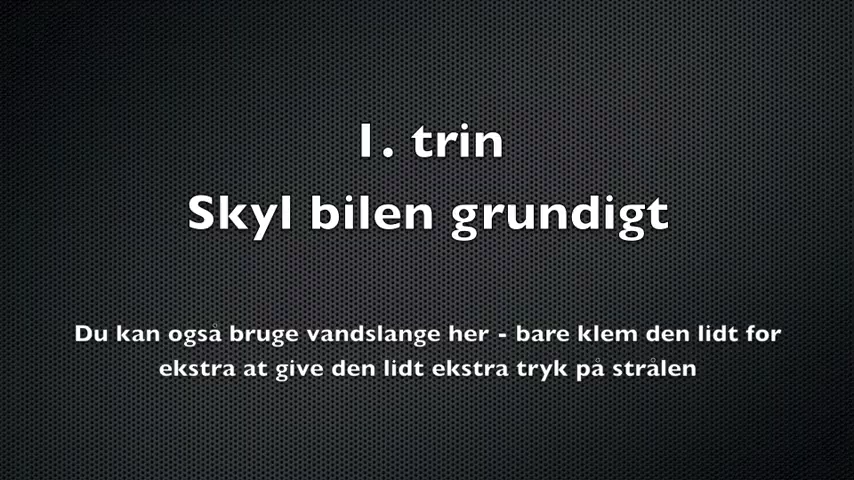 1. trin
Skyl bilen grundigt
Du kan også bruge vandslange her - bare klem den lidt for
ekstra at give den lidt ekstra tryk på strålen